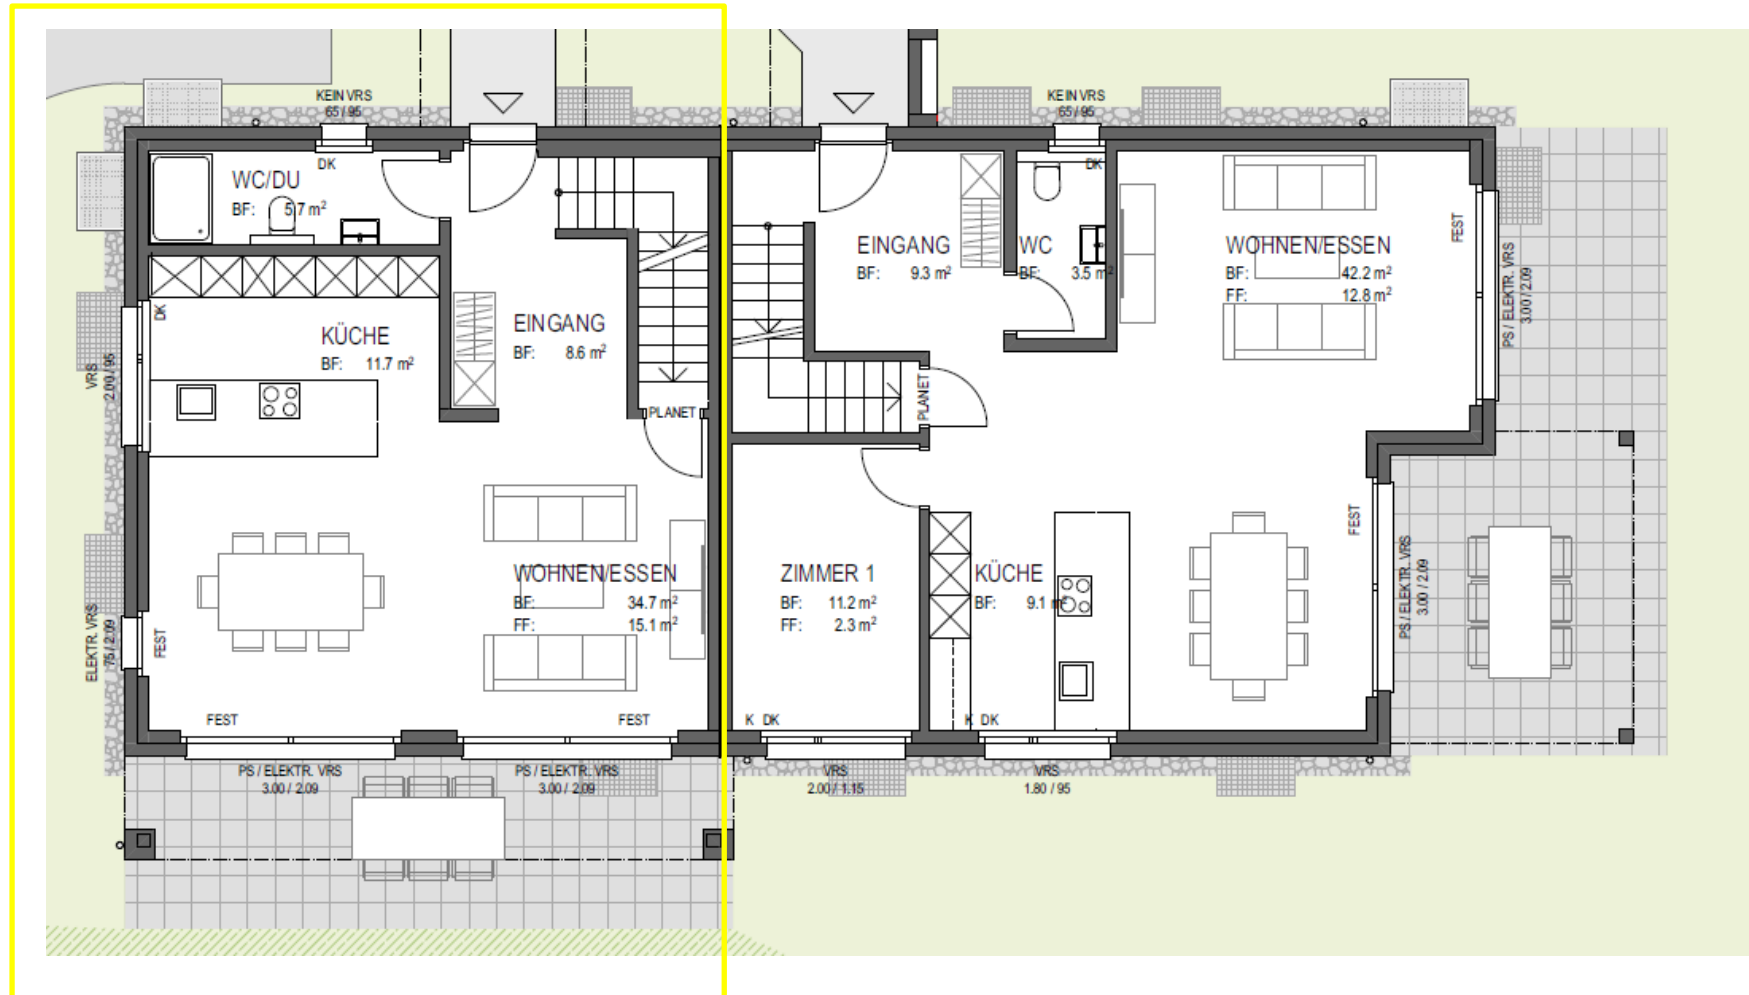 KEIN VRS
65 / 95
KEIN VRS
65 / 95
DK
WC/DU
BF: 5.7 m²
DK
KÜCHE
BF: 11.7 m²
EINGANG
BF: 8.6 m²
PLANET
VRS
2.00 / 95
WOHNEN/ESSEN
BF: 34.7 m²
FF: 15.1 m²
ELEKTR. VRS
75 / 2.09
FEST
FEST
FEST
PS / ELEKTR. VRS
3.00 / 2.09
PS / ELEKTR. VRS
3.00 / 2.09
EINGANG
BF: 9.3 m²
WC
BF: 3.5 m²
DK
WOHNEN/ESSEN
BF: 42.2 m²
FF: 12.8 m²
FEST
PS / ELEKTR. VRS
3.00 / 2.09
PLANET
ZIMMER 1
BF: 11.2 m²
FF: 2.3 m²
KÜCHE
BF: 9.1 m²
FEST
PS / ELEKTR. VRS
3.00 / 2.09
K DK
K DK
VRS
2.00 / 1.15
VRS
1.80 / 95